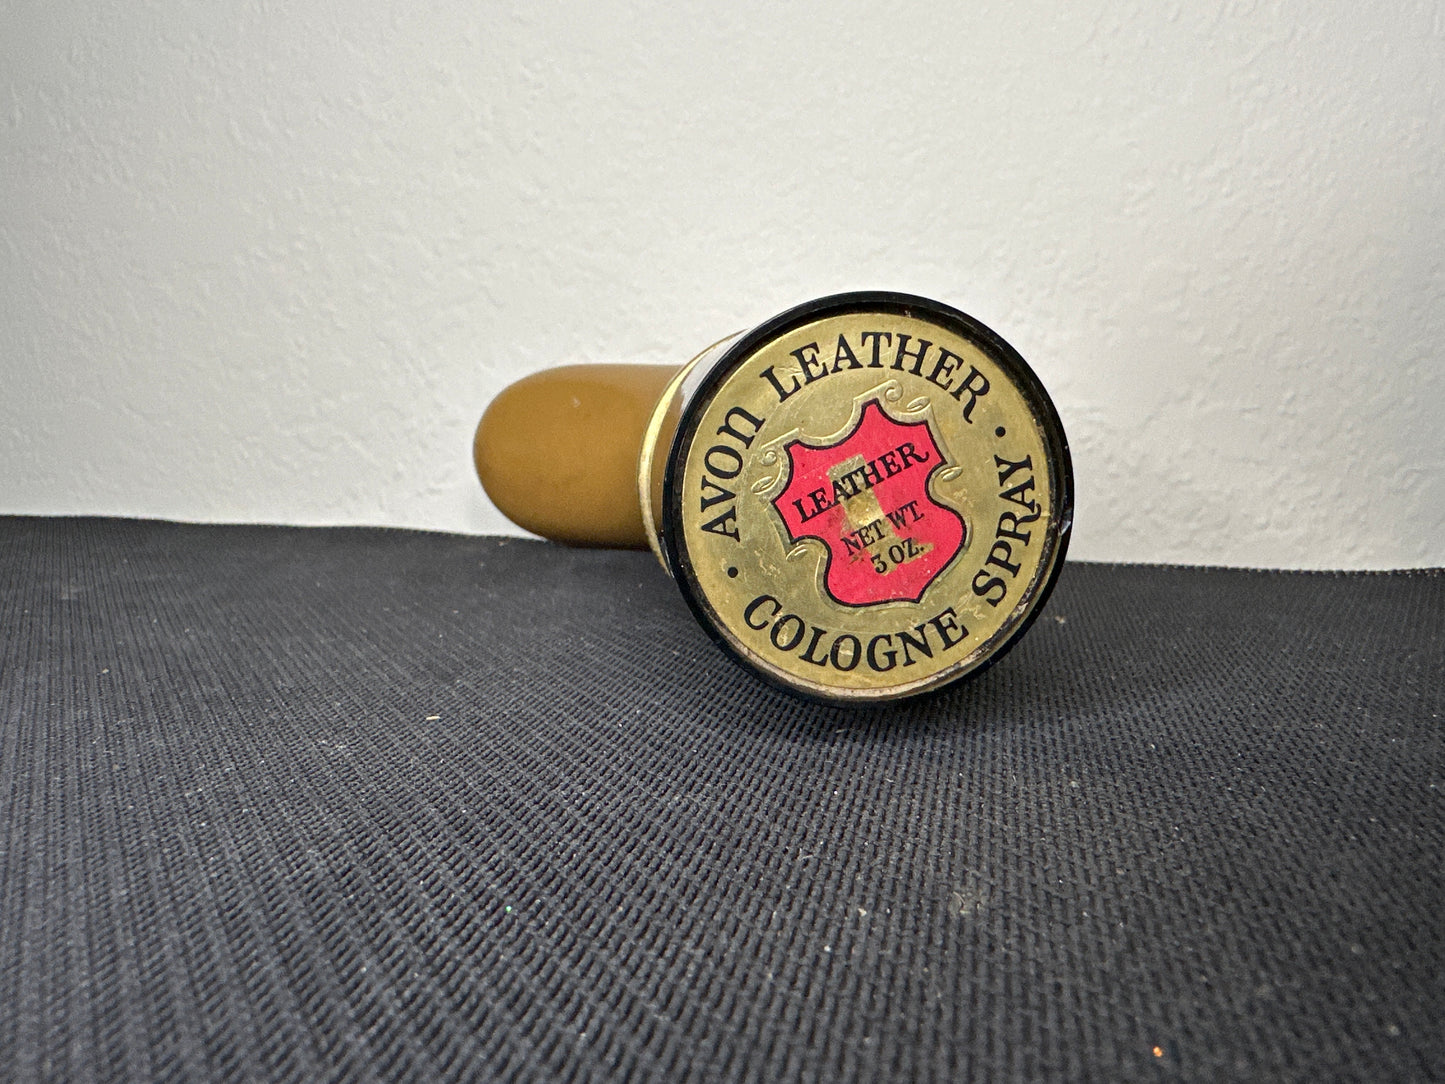 · AVON LEATHER ·
COLOGNE SPRAY
LEATHER
NET WT
3 OZ.